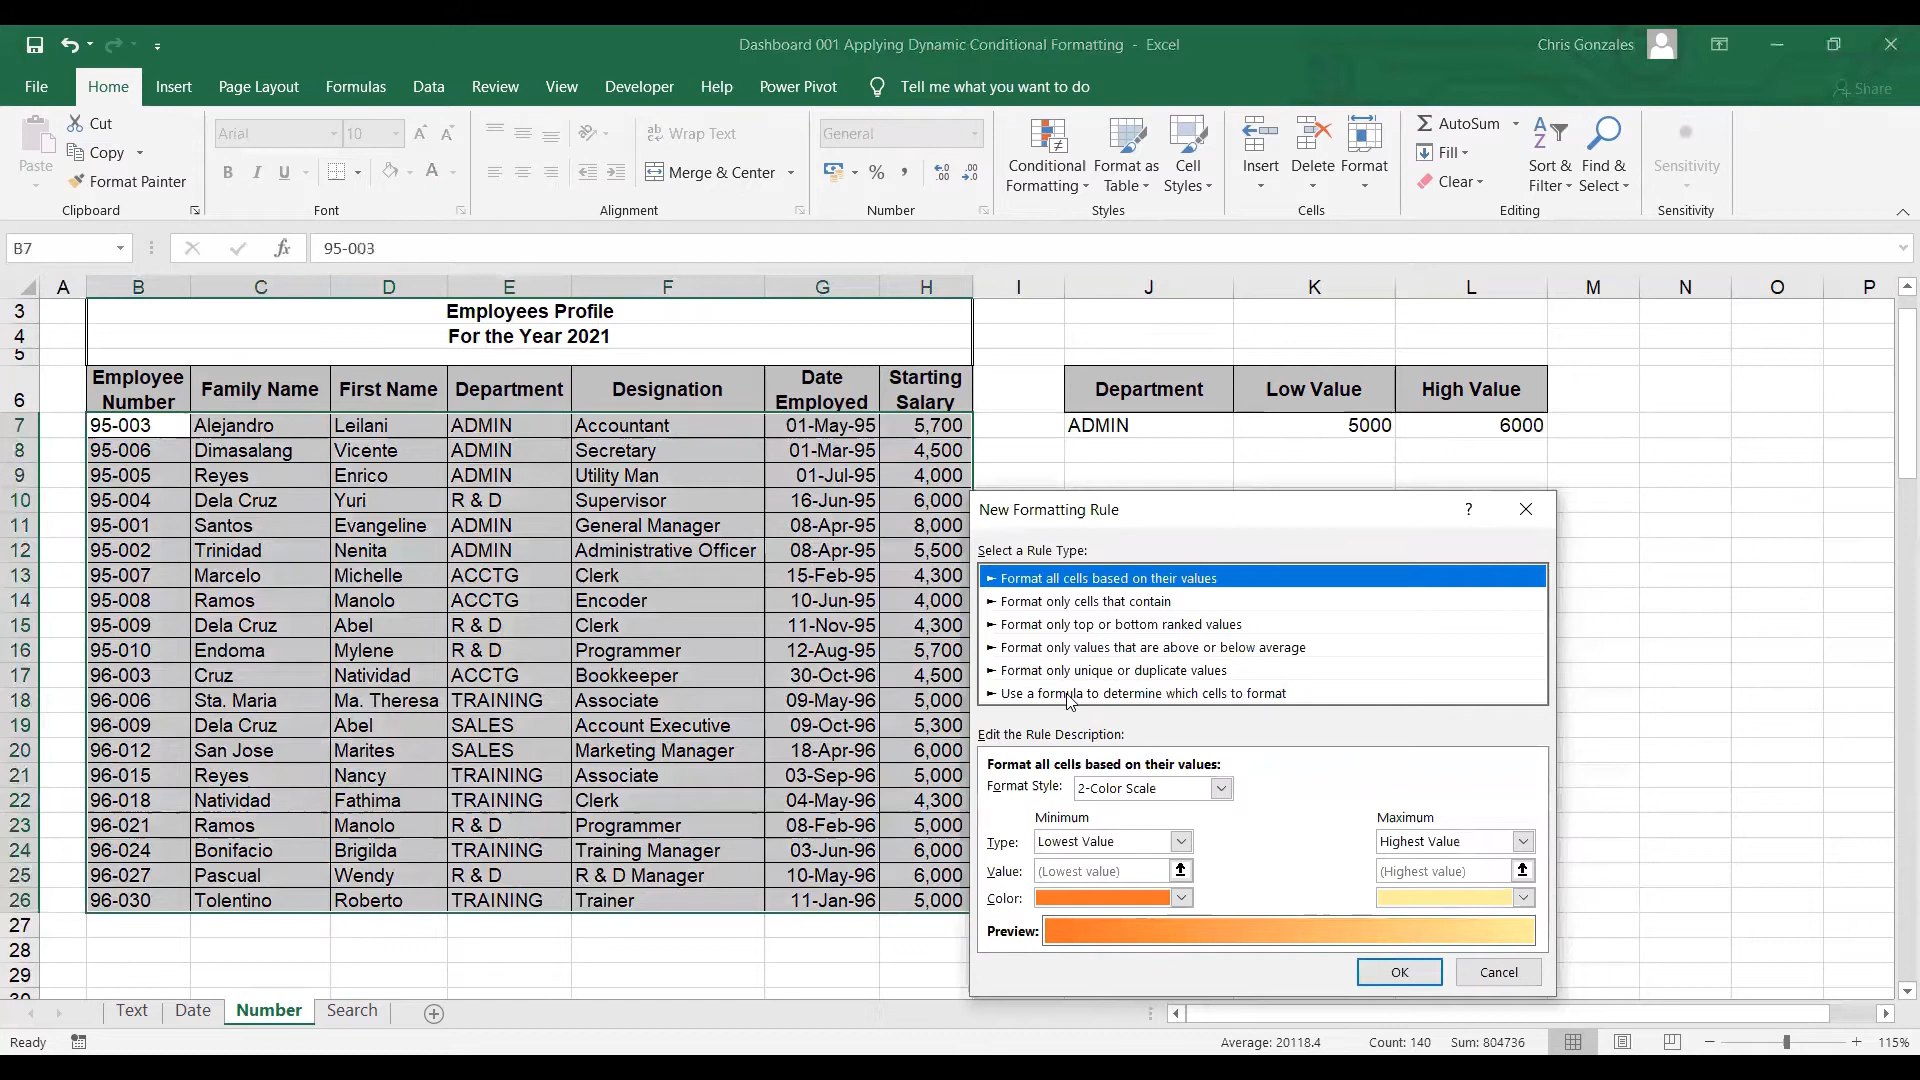 Dashboard 001 Applying Dynamic Conditional Formatting - Excel
Chris Gonzales
File Home Insert Page Layout Formulas Data Review View Developer Help Power Pivot Tell me what you want to do Share
Paste
Cut
Copy
Format Painter
Clipboard
Arial 10
B I U
Font
Wrap Text
Merge & Center
Alignment
General
Number
Conditional Formatting
Format as Table
Cell Styles
Styles
Insert Delete Format
Cells
AutoSum
Fill
Clear
Sort & Filter
Find & Select
Editing
Sensitivity
Sensitivity
B7 fx 95-003
A B C D E F G H I J K L M N O P
3 Employees Profile
4 For the Year 2021
5
6 Employee Number Family Name First Name Department Designation Date Employed Starting Salary Department Low Value High Value
7 95-003 Alejandro Leilani ADMIN Accountant 01-May-95 5,700 ADMIN 5000 6000
8 95-006 Dimasalang Vicente ADMIN Secretary 01-Mar-95 4,500
9 95-005 Reyes Enrico ADMIN Utility Man 01-Jul-95 4,000
10 95-004 Dela Cruz Yuri R & D Supervisor 16-Jun-95 6,000
11 95-001 Santos Evangeline ADMIN General Manager 08-Apr-95 8,000
12 95-002 Trinidad Nenita ADMIN Administrative Officer 08-Apr-95 5,500
13 95-007 Marcelo Michelle ACCTG Clerk 15-Feb-95 4,300
14 95-008 Ramos Manolo ACCTG Encoder 10-Jun-95 4,000
15 95-009 Dela Cruz Abel R & D Clerk 11-Nov-95 4,300
16 95-010 Endoma Mylene R & D Programmer 12-Aug-95 5,700
17 96-003 Cruz Natividad ACCTG Bookkeeper 30-Oct-96 4,500
18 96-006 Sta. Maria Ma. Theresa TRAINING Associate 09-May-96 5,000
19 96-009 Dela Cruz Abel SALES Account Executive 09-Oct-96 5,300
20 96-012 San Jose Marites SALES Marketing Manager 18-Apr-96 6,000
21 96-015 Reyes Nancy TRAINING Associate 03-Sep-96 5,000
22 96-018 Natividad Fathima TRAINING Clerk 04-May-96 4,300
23 96-021 Ramos Manolo R & D Programmer 08-Feb-96 5,000
24 96-024 Bonifacio Brigilda TRAINING Training Manager 03-Jun-96 6,000
25 96-027 Pascual Wendy R & D R & D Manager 10-May-96 6,000
26 96-030 Tolentino Roberto TRAINING Trainer 11-Jan-96 5,000
27
28
29
30
New Formatting Rule ?
Select a Rule Type:
► Format all cells based on their values
► Format only cells that contain
► Format only top or bottom ranked values
► Format only values that are above or below average
► Format only unique or duplicate values
► Use a formula to determine which cells to format
Edit the Rule Description:
Format all cells based on their values:
Format Style: 2-Color Scale
Minimum Maximum
Type: Lowest Value Highest Value
Value: (Lowest value) (Highest value)
Color:
Preview:
OK Cancel
Text Date Number Search
Ready Average: 20118.4 Count: 140 Sum: 804736 115%